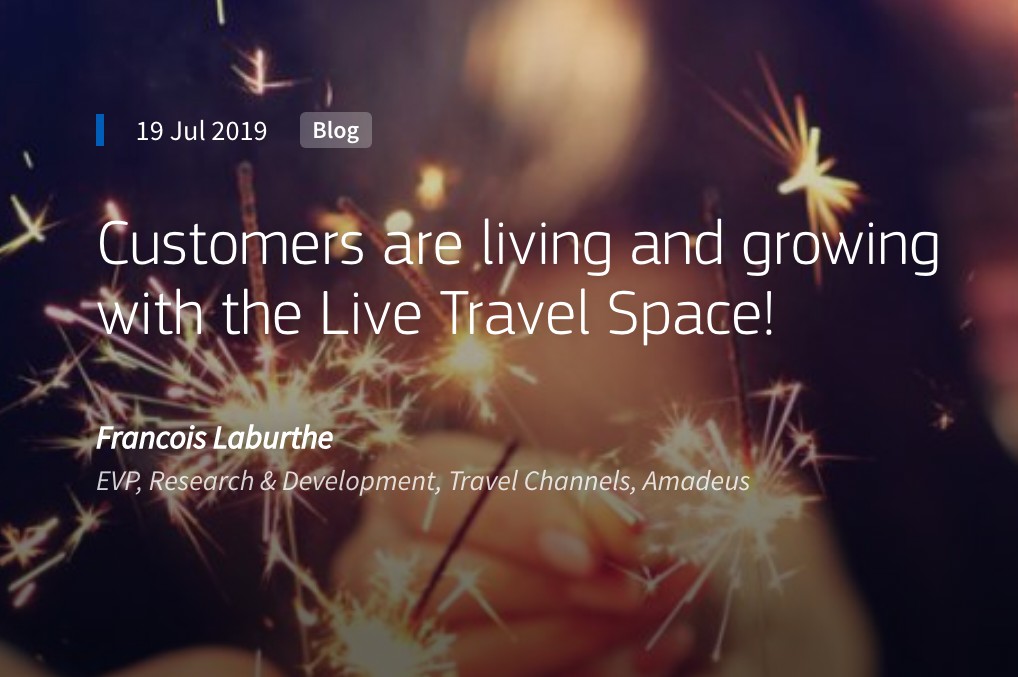 19 Jul 2019 Blog
Customers are living and growing
with the Live Travel Space!
Francois Laburthe
EVP, Research & Development, Travel Channels, Amadeus